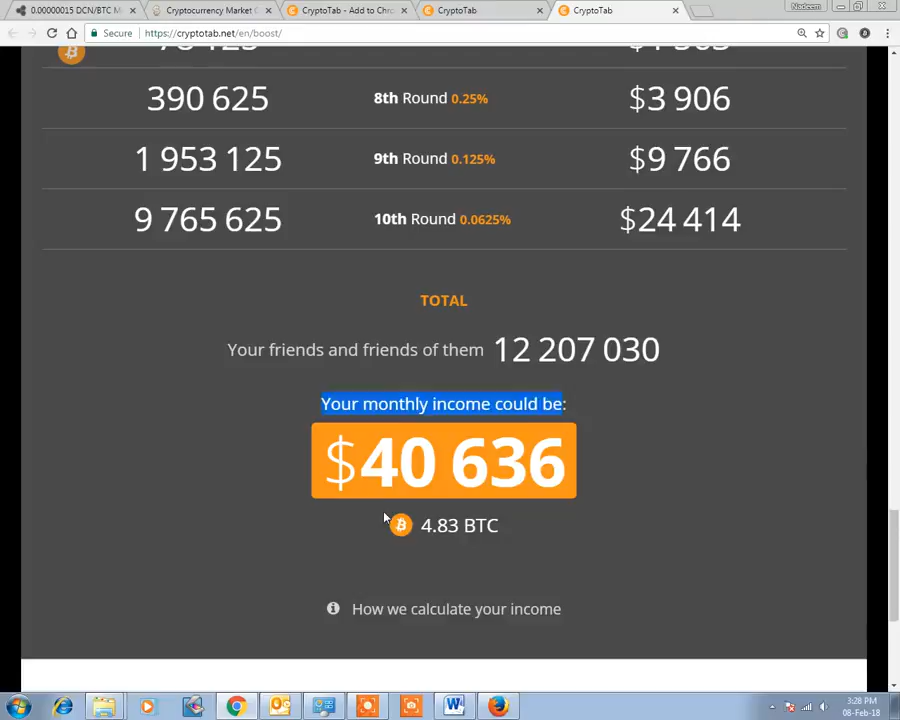 0.00000015 DCN/BTC M
Cryptocurrency Market C
CryptoTab - Add to Chro
CryptoTab
CryptoTab
Nadeem
Secure
https://cryptotab.net/en/boost/
390 625 8th Round 0.25% $3 906
1 953 125 9th Round 0.125% $9 766
9 765 625 10th Round 0.0625% $24 414
TOTAL
Your friends and friends of them 12 207 030
Your monthly income could be:
$40 636
4.83 BTC
How we calculate your income
3:28 PM
08-Feb-18